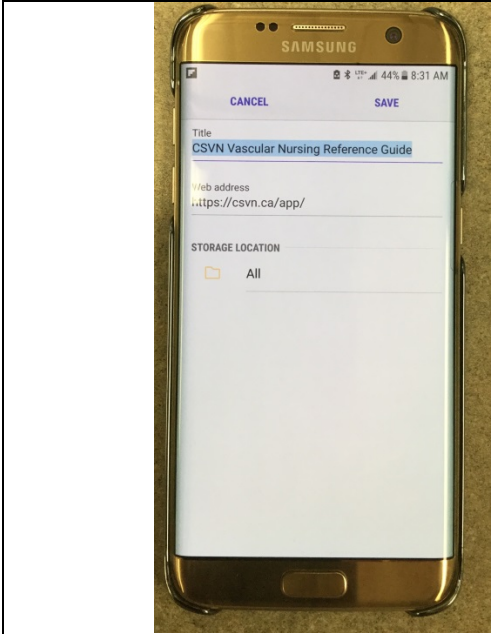 SAMSUNG
LTE+ 44% 8:31 AM
CANCEL SAVE
Title
CSVN Vascular Nursing Reference Guide
Web address
https://csvn.ca/app/
STORAGE LOCATION
All